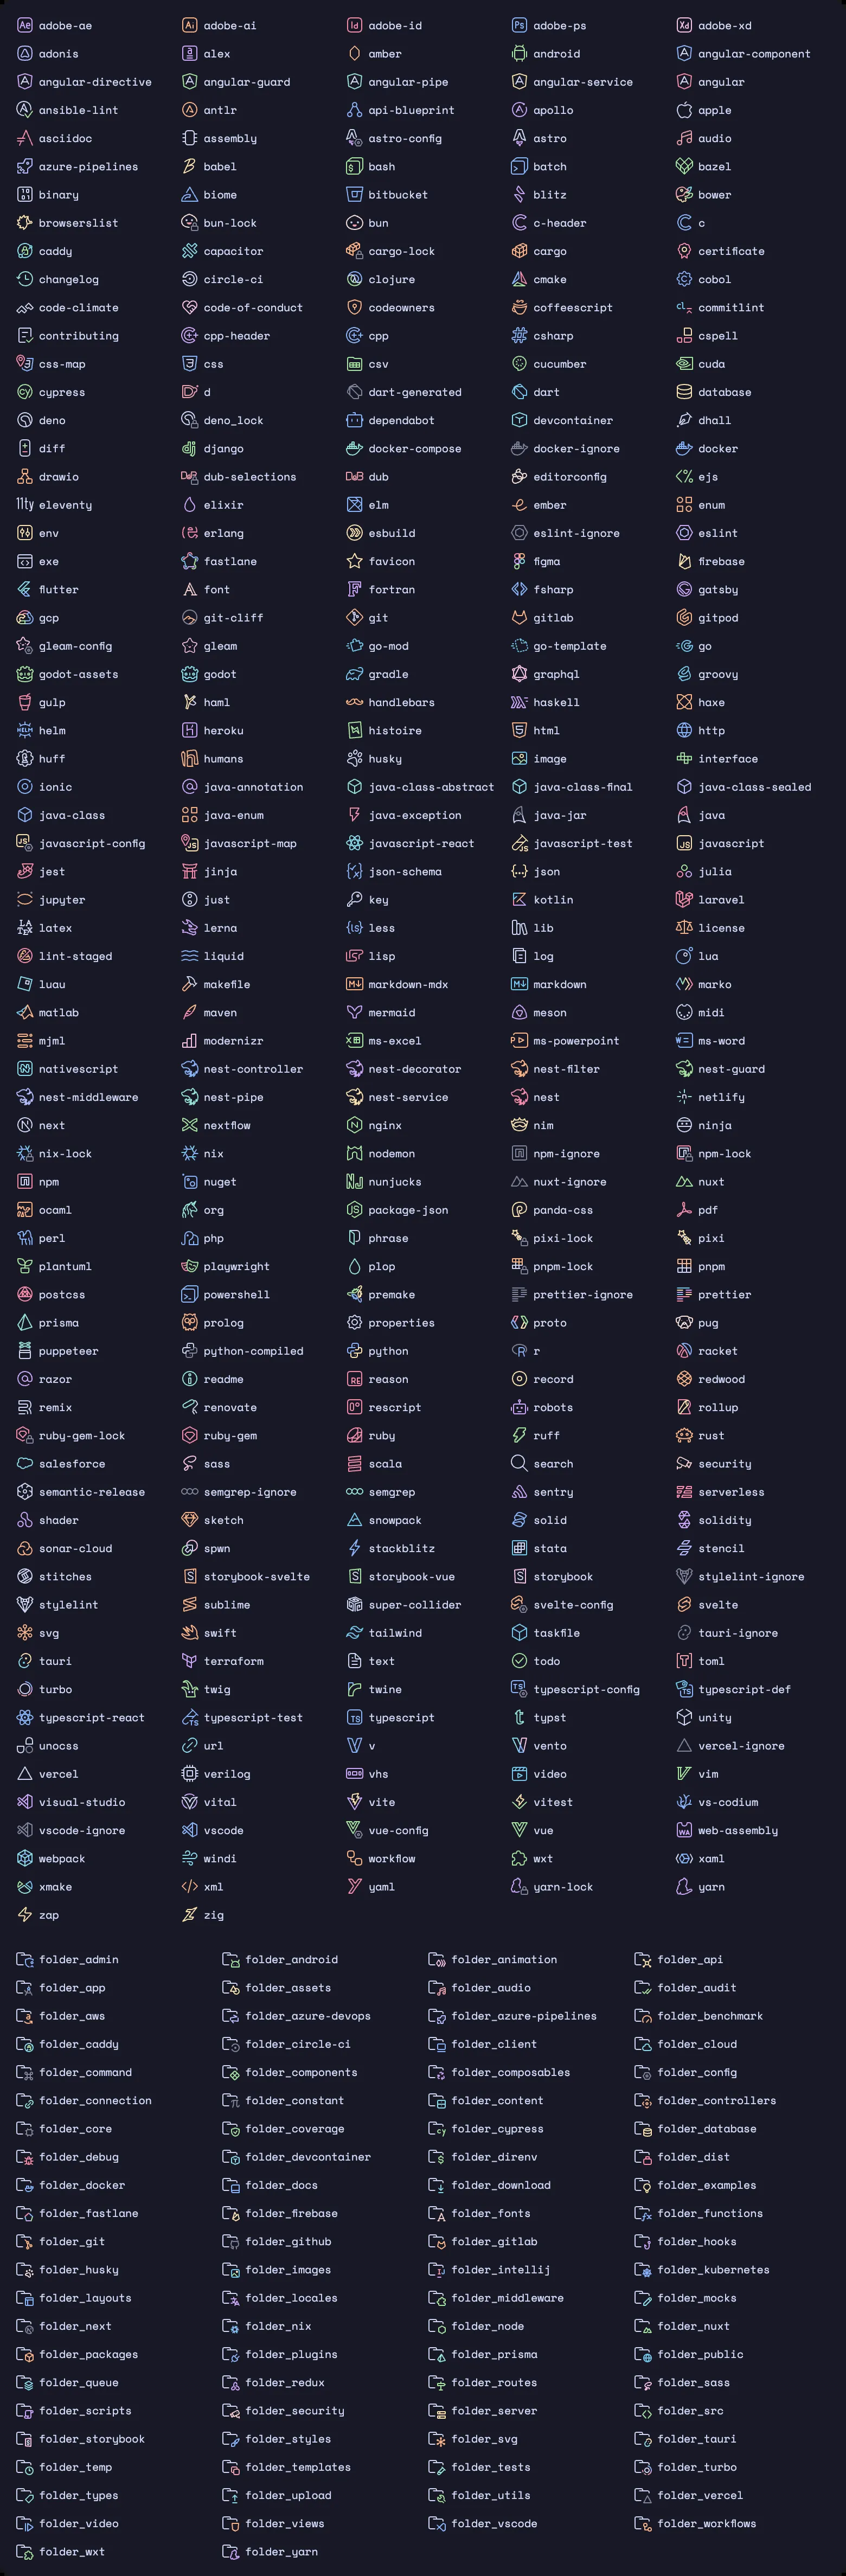 adobe-ae adobe-ai adobe-id adobe-ps adobe-xd
adonis alex amber android angular-component
angular-directive angular-guard angular-pipe angular-service angular
ansible-lint antlr api-blueprint apollo apple
asciidoc assembly astro-config astro audio
azure-pipelines babel bash batch bazel
binary biome bitbucket blitz bower
browserslist bun-lock bun c-header c
caddy capacitor cargo-lock cargo certificate
changelog circle-ci clojure cmake cobol
code-climate code-of-conduct codeowners coffeescript commitlint
contributing cpp-header cpp csharp cspell
css-map css csv cucumber cuda
cypress d dart-generated dart database
deno deno_lock dependabot devcontainer dhall
diff django docker-compose docker-ignore docker
drawio dub-selections dub editorconfig ejs
eleventy elixir elm ember enum
env erlang esbuild eslint-ignore eslint
exe fastlane favicon figma firebase
flutter font fortran fsharp gatsby
gcp git-cliff git gitlab gitpod
gleam-config gleam go-mod go-template go
godot-assets godot gradle graphql groovy
gulp haml handlebars haskell haxe
helm heroku histoire html http
huff humans husky image interface
ionic java-annotation java-class-abstract java-class-final java-class-sealed
java-class java-enum java-exception java-jar java
javascript-config javascript-map javascript-react javascript-test javascript
jest jinja json-schema json julia
jupyter just key kotlin laravel
latex lerna less lib license
lint-staged liquid lisp log lua
luau makefile markdown-mdx markdown marko
matlab maven mermaid meson midi
mjml modernizr ms-excel ms-powerpoint ms-word
nativescript nest-controller nest-decorator nest-filter nest-guard
nest-middleware nest-pipe nest-service nest netlify
next nextflow nginx nim ninja
nix-lock nix nodemon npm-ignore npm-lock
npm nuget nunjucks nuxt-ignore nuxt
ocaml org package-json panda-css pdf
perl php phrase pixi-lock pixi
plantuml playwright plop pnpm-lock pnpm
postcss powershell premake prettier-ignore prettier
prisma prolog properties proto pug
puppeteer python-compiled python r racket
razor readme reason record redwood
remix renovate rescript robots rollup
ruby-gem-lock ruby-gem ruby ruff rust
salesforce sass scala search security
semantic-release semgrep-ignore semgrep sentry serverless
shader sketch snowpack solid solidity
sonar-cloud spwn stackblitz stata stencil
stitches storybook-svelte storybook-vue storybook stylelint-ignore
stylelint sublime super-collider svelte-config svelte
svg swift tailwind taskfile tauri-ignore
tauri terraform text todo toml
turbo twig twine typescript-config typescript-def
typescript-react typescript-test typescript typst unity
unocss url v vento vercel-ignore
vercel verilog vhs video vim
visual-studio vital vite vitest vs-codium
vscode-ignore vscode vue-config vue web-assembly
webpack windi workflow wxt xaml
xmake xml yaml yarn-lock yarn
zap zig
folder_admin folder_android folder_animation folder_api
folder_app folder_assets folder_audio folder_audit
folder_aws folder_azure-devops folder_azure-pipelines folder_benchmark
folder_caddy folder_circle-ci folder_client folder_cloud
folder_command folder_components folder_composables folder_config
folder_connection folder_constant folder_content folder_controllers
folder_core folder_coverage folder_cypress folder_database
folder_debug folder_devcontainer folder_direnv folder_dist
folder_docker folder_docs folder_download folder_examples
folder_fastlane folder_firebase folder_fonts folder_functions
folder_git folder_github folder_gitlab folder_hooks
folder_husky folder_images folder_intellij folder_kubernetes
folder_layouts folder_locales folder_middleware folder_mocks
folder_next folder_nix folder_node folder_nuxt
folder_packages folder_plugins folder_prisma folder_public
folder_queue folder_redux folder_routes folder_sass
folder_scripts folder_security folder_server folder_src
folder_storybook folder_styles folder_svg folder_tauri
folder_temp folder_templates folder_tests folder_turbo
folder_types folder_upload folder_utils folder_vercel
folder_video folder_views folder_vscode folder_workflows
folder_wxt folder_yarn